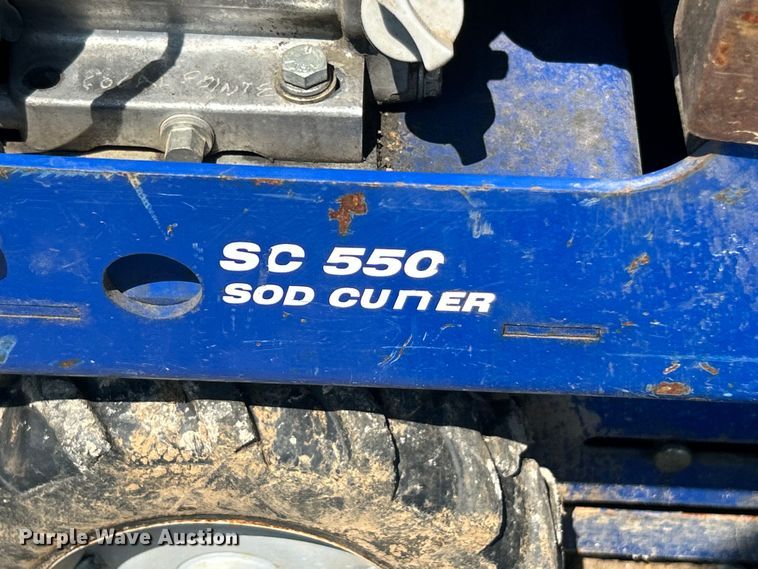 SC 550
SOD CUTTER
Purple Wave Auction